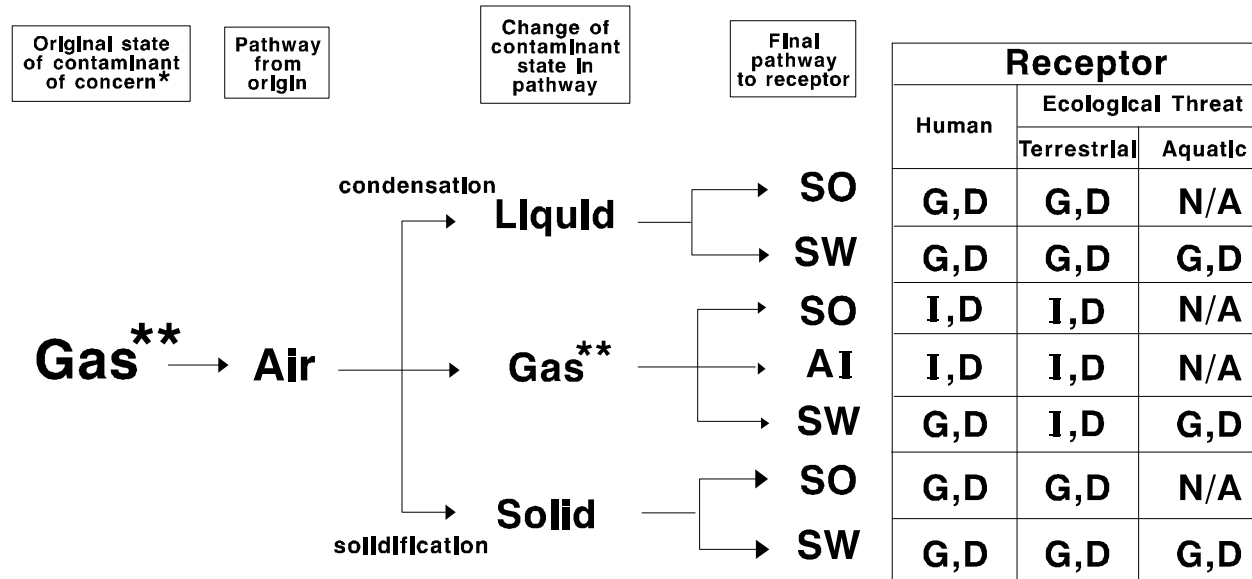 Original state
of contaminant
of concern*
Pathway
from
origin
Change of
contaminant
state in
pathway
Final
pathway
to receptor
Receptor
Human
Ecological Threat
Terrestrial
Aquatic
Gas**
Air
condensation
Liquid
SO
G,D
G,D
N/A
SW
G,D
G,D
G,D
Gas**
SO
I,D
I,D
N/A
AI
I,D
I,D
N/A
SW
G,D
I,D
G,D
solidification
Solid
SO
G,D
G,D
N/A
SW
G,D
G,D
G,D